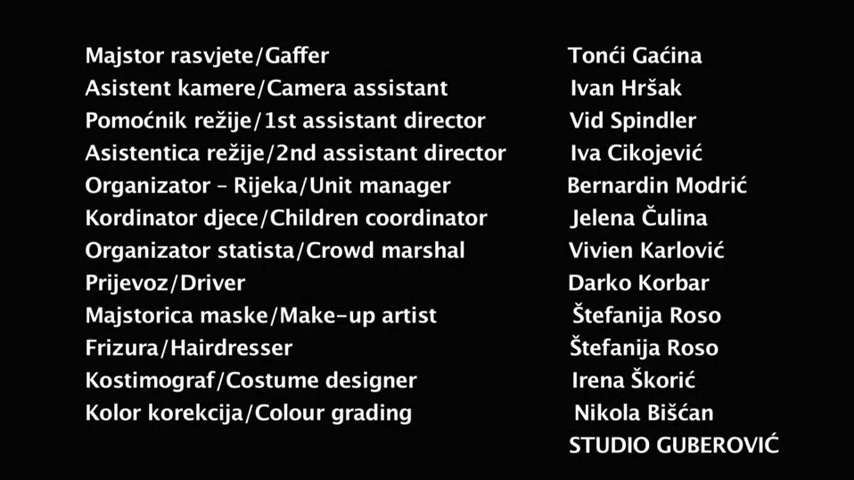 Majstor rasvjete/Gaffer Tonći Gaćina
Asistent kamere/Camera assistant Ivan Hršak
Pomoćnik režije/1st assistant director Vid Spindler
Asistentica režije/2nd assistant director Iva Cikojević
Organizator – Rijeka/Unit manager Bernardin Modrić
Kordinator djece/Children coordinator Jelena Čulina
Organizator statista/Crowd marshal Vivien Karlović
Prijevoz/Driver Darko Korbar
Majstorica maske/Make-up artist Štefanija Roso
Frizura/Hairdresser Štefanija Roso
Kostimograf/Costume designer Irena Škorić
Kolor korekcija/Colour grading Nikola Bišćan
STUDIO GUBEROVIĆ